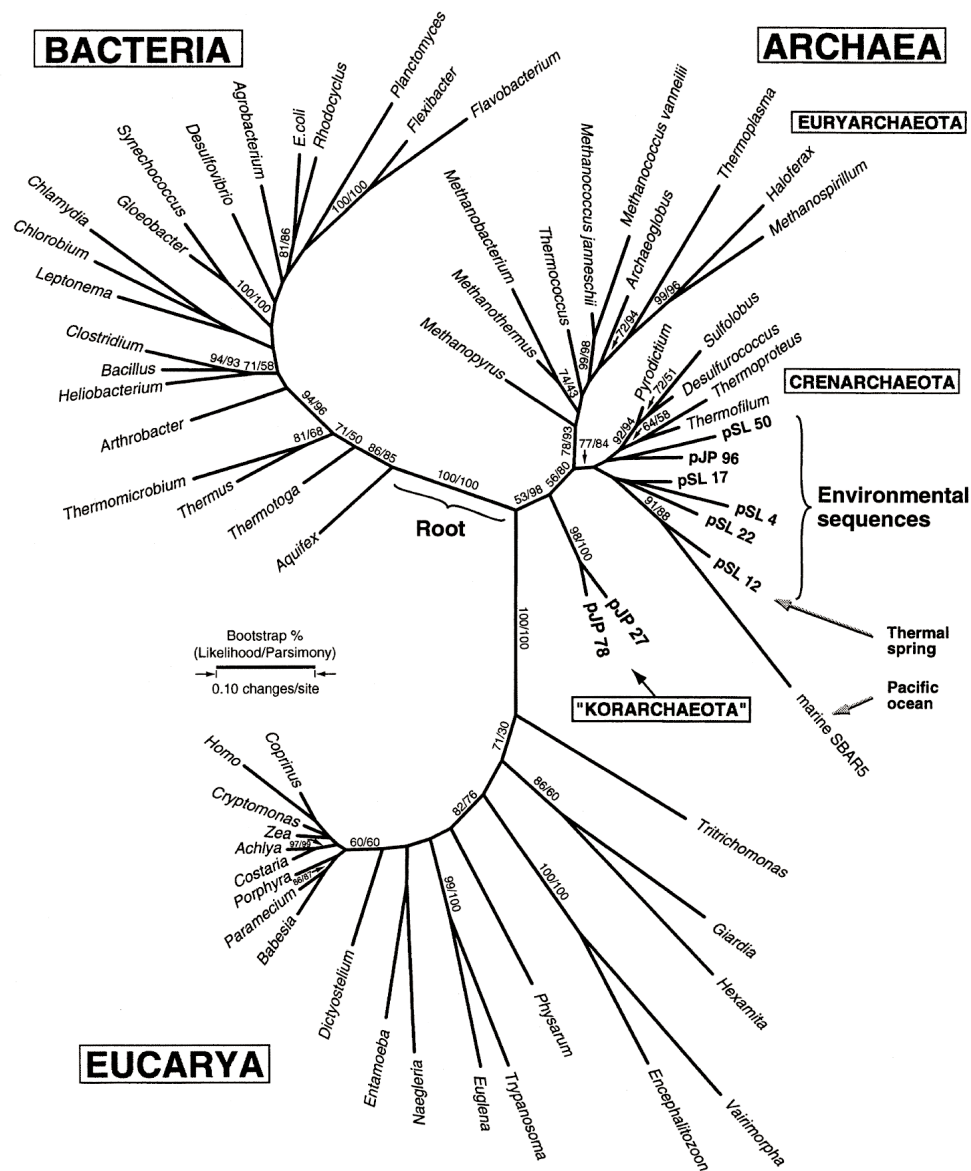 BACTERIA
ARCHAEA
EURYARCHAEOTA
CRENARCHAEOTA
Planctomyces
Flexibacter
Flavobacterium
Rhodocyclus
E.coli
Agrobacterium
Desulfovibrio
Synechococcus
Gloeobacter
Chlamydia
Chlorobium
Leptonema
Clostridium
Bacillus
Heliobacterium
Arthrobacter
Thermomicrobium
Thermus
Thermotoga
Aquifex
100/100
81/86
100/100
94/93
71/58
94/96
81/68
71/50
86/85
100/100
Root
53/98
56/80
Methanopyrus
Methanothermus
Methanobacterium
Thermococcus
Methanococcus janneschii
Methanococcus vanneilii
Archaeoglobus
Thermoplasma
Haloferax
Methanospirillum
78/93
74/43
99/98
72/94
99/96
77/84
Pyrodictium
Sulfolobus
Desulfurococcus
Thermoproteus
Thermofilum
92/94
72/51
64/58
pSL 50
pJP 96
pSL 17
pSL 4
pSL 22
pSL 12
91/88
Environmental
sequences
Thermal
spring
Pacific
ocean
marine SBAR5
98/100
pJP 27
pJP 78
"KORARCHAEOTA"
Bootstrap %
(Likelihood/Parsimony)
0.10 changes/site
100/100
71/30
86/60
82/76
100/100
99/100
60/60
97/99
Homo
Coprinus
Cryptomonas
Zea
Achlya
Costaria
Porphyra
Paramecium
Babesia
Dictyostelium
Entamoeba
Naegleria
Euglena
Trypanosoma
Physarum
Encephalitozoon
Vairimorpha
Hexamita
Giardia
Tritrichomonas
EUCARYA